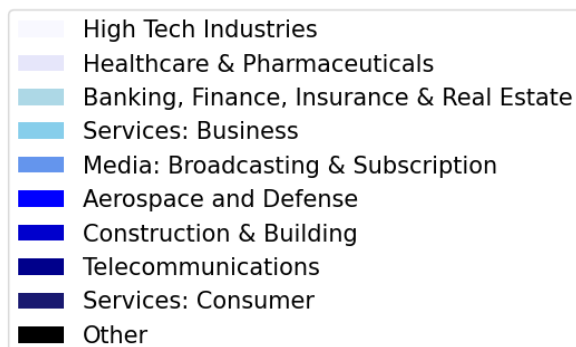 High Tech Industries
Healthcare & Pharmaceuticals
Banking, Finance, Insurance & Real Estate
Services: Business
Media: Broadcasting & Subscription
Aerospace and Defense
Construction & Building
Telecommunications
Services: Consumer
Other